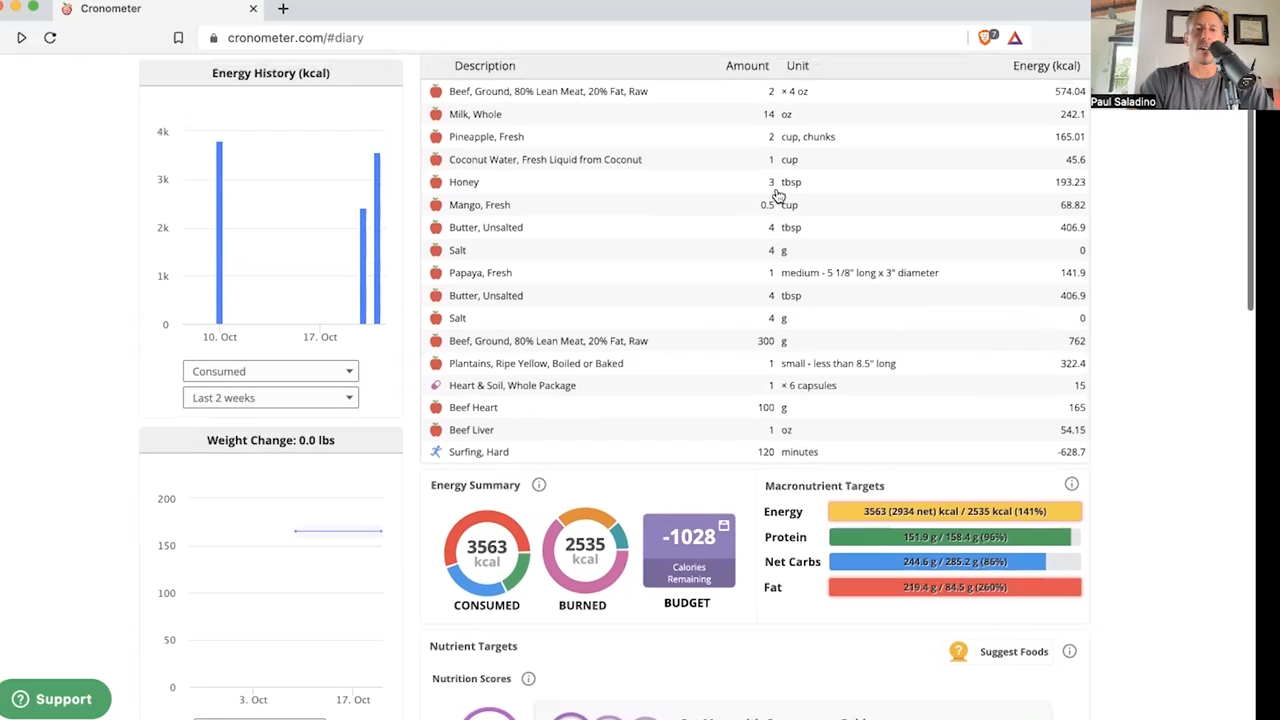 Cronometer
cronometer.com/#diary
7
Paul Saladino
Energy History (kcal)
4k
3k
2k
1k
0
10. Oct
17. Oct
Consumed
Last 2 weeks
Weight Change: 0.0 lbs
200
150
100
50
0
3. Oct
17. Oct
Support
Description Amount Unit Energy (kcal)
Beef, Ground, 80% Lean Meat, 20% Fat, Raw 2 × 4 oz 574.04
Milk, Whole 14 oz 242.1
Pineapple, Fresh 2 cup, chunks 165.01
Coconut Water, Fresh Liquid from Coconut 1 cup 45.6
Honey 3 tbsp 193.23
Mango, Fresh 0.5 cup 68.82
Butter, Unsalted 4 tbsp 406.9
Salt 4 g 0
Papaya, Fresh 1 medium - 5 1/8" long x 3" diameter 141.9
Butter, Unsalted 4 tbsp 406.9
Salt 4 g 0
Beef, Ground, 80% Lean Meat, 20% Fat, Raw 300 g 762
Plantains, Ripe Yellow, Boiled or Baked 1 small - less than 8.5" long 322.4
Heart & Soil, Whole Package 1 × 6 capsules 15
Beef Heart 100 g 165
Beef Liver 1 oz 54.15
Surfing, Hard 120 minutes -628.7
Energy Summary
3563
kcal
CONSUMED
2535
kcal
BURNED
-1028
Calories
Remaining
BUDGET
Macronutrient Targets
Energy 3563 (2934 net) kcal / 2535 kcal (141%)
Protein 151.9 g / 158.4 g (96%)
Net Carbs 244.6 g / 285.2 g (86%)
Fat 219.4 g / 84.5 g (260%)
Nutrient Targets
Suggest Foods
Nutrition Scores